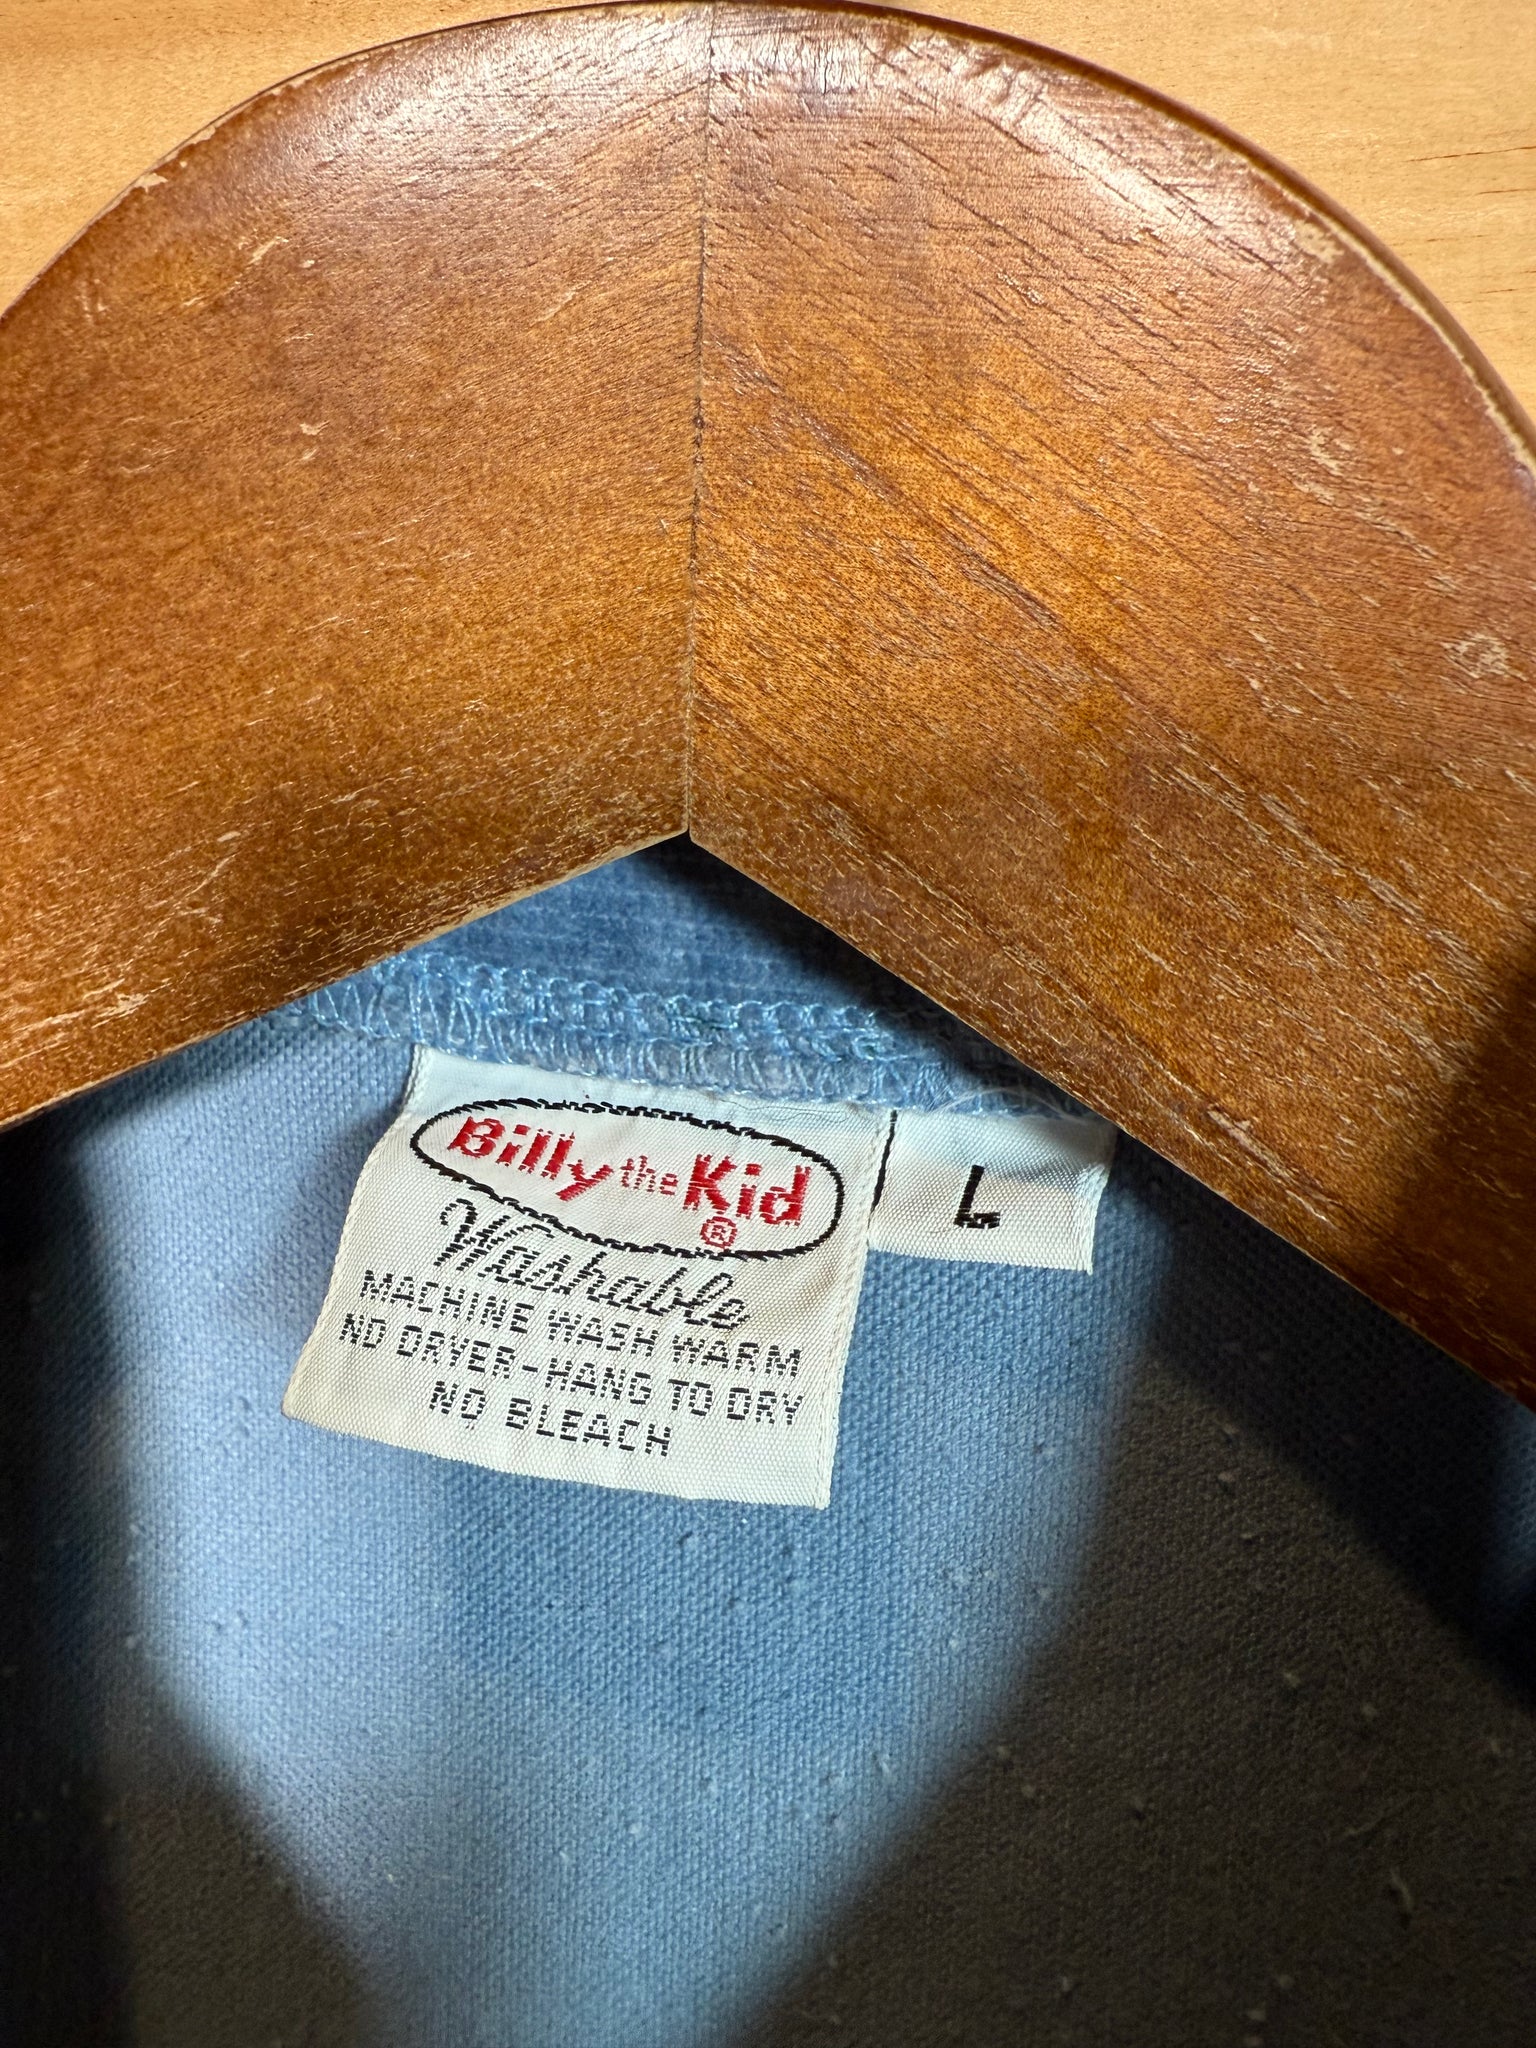 Billy the Kid
®
L
Washable
MACHINE WASH WARM
NO DRYER-HANG TO DRY
NO BLEACH